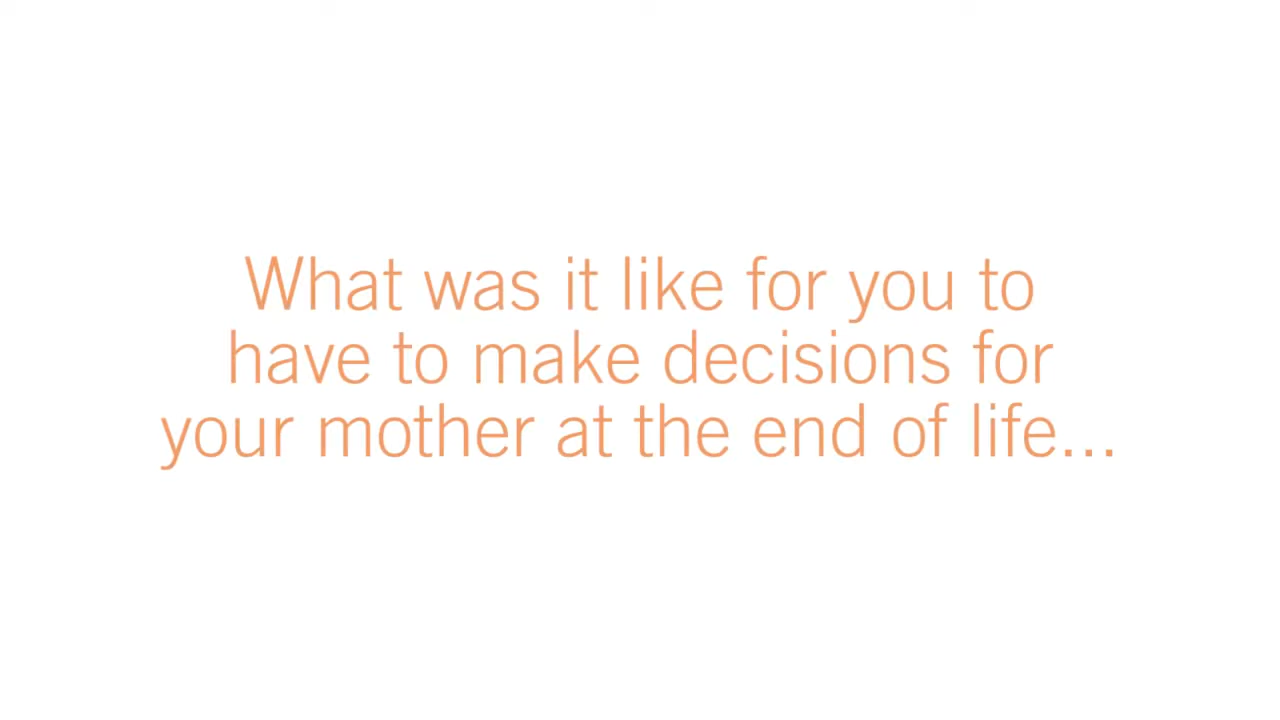 What was it like for you to
have to make decisions for
your mother at the end of life...